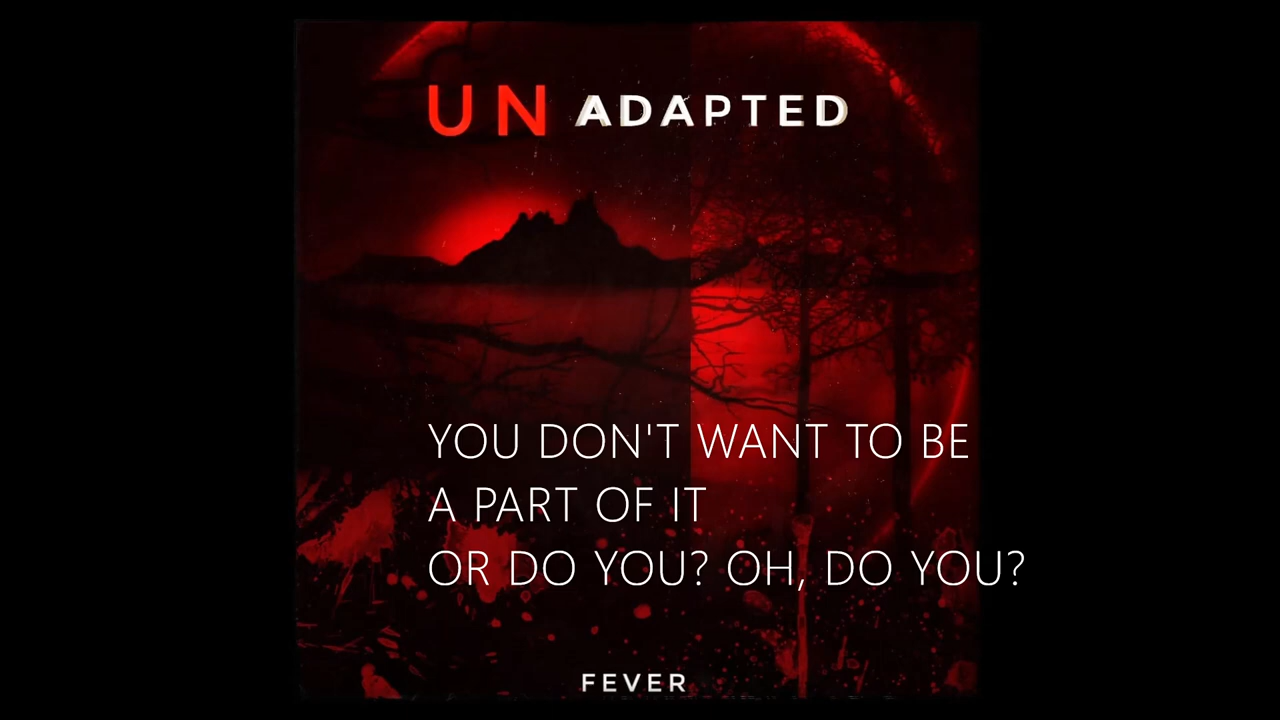 UN ADAPTED
YOU DON'T WANT TO BE
A PART OF IT
OR DO YOU? OH, DO YOU?
FEVER